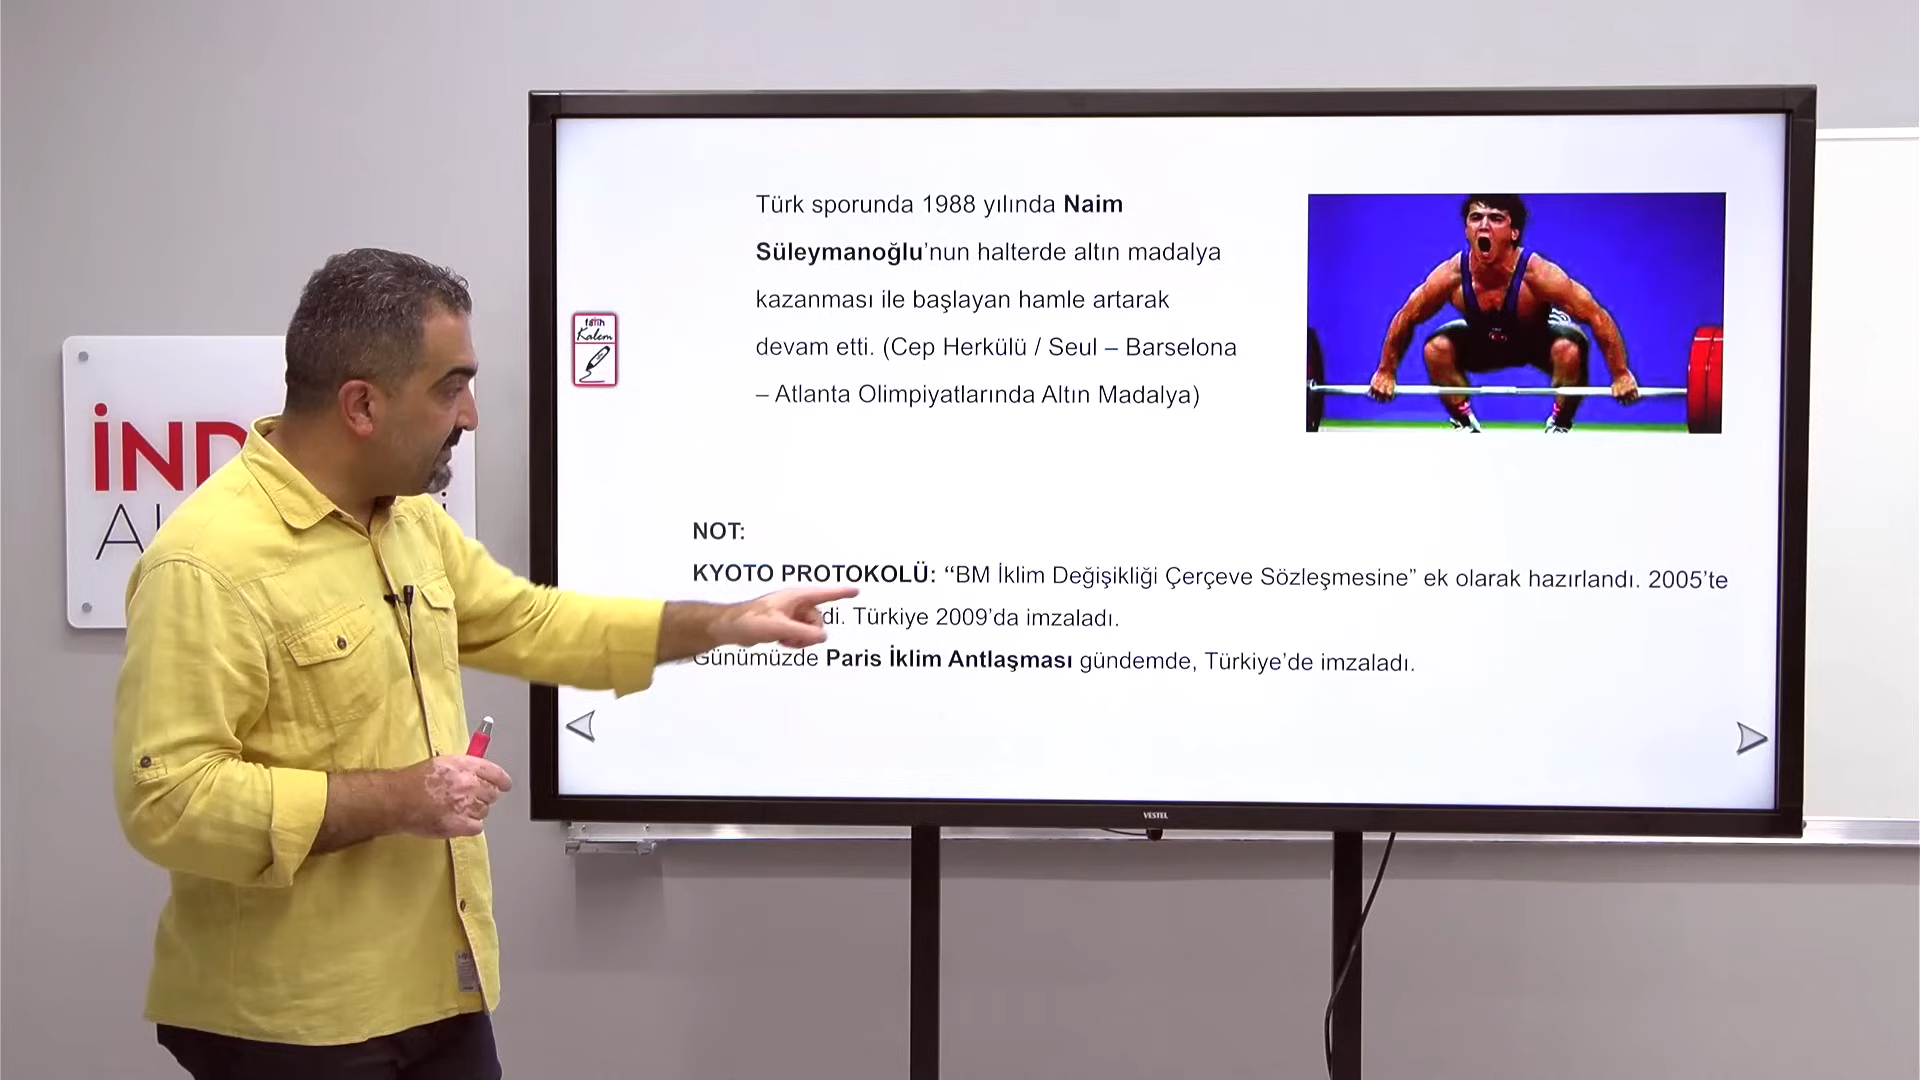 Türk sporunda 1988 yılında Naim
Süleymanoğlu’nun halterde altın madalya
kazanması ile başlayan hamle artarak
devam etti. (Cep Herkülü / Seul – Barselona
– Atlanta Olimpiyatlarında Altın Madalya)
fatih
Kalem
NOT:
KYOTO PROTOKOLÜ: “BM İklim Değişikliği Çerçeve Sözleşmesine” ek olarak hazırlandı. 2005’te
di. Türkiye 2009’da imzaladı.
Günümüzde Paris İklim Antlaşması gündemde, Türkiye’de imzaladı.
VESTEL